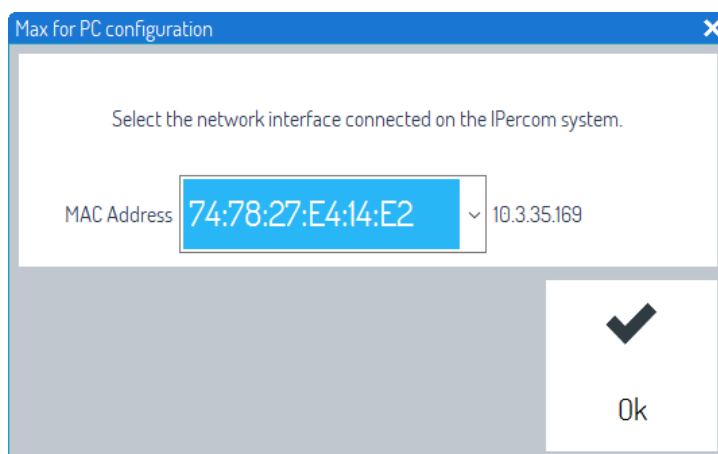 Max for PC configuration
Select the network interface connected on the IPercom system.
MAC Address 74:78:27:E4:14:E2 10.3.35.169
Ok